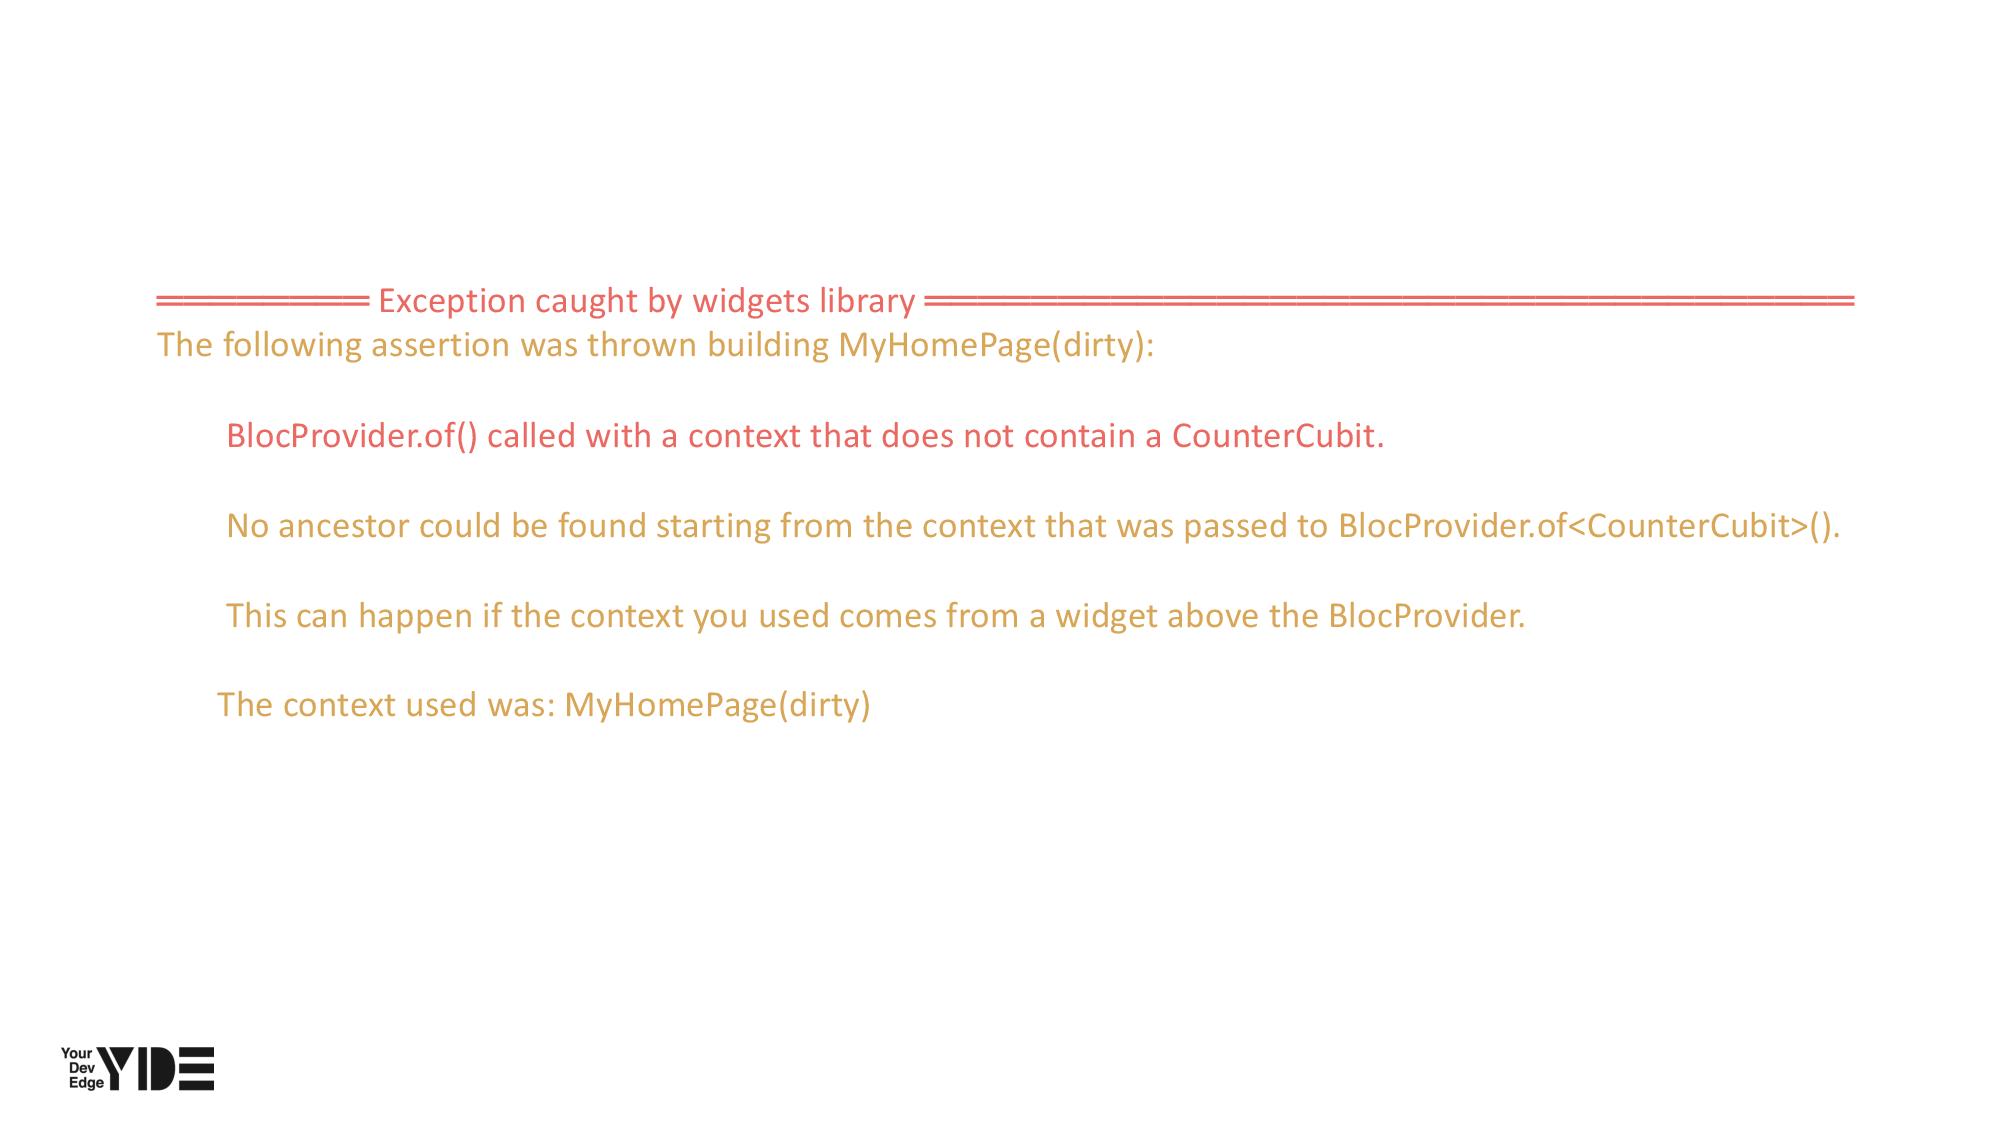 ════════ Exception caught by widgets library ═══════════════════════════════════
The following assertion was thrown building MyHomePage(dirty):
BlocProvider.of() called with a context that does not contain a CounterCubit.
No ancestor could be found starting from the context that was passed to BlocProvider.of<CounterCubit>().
This can happen if the context you used comes from a widget above the BlocProvider.
The context used was: MyHomePage(dirty)
Your
Dev
Edge
YDE